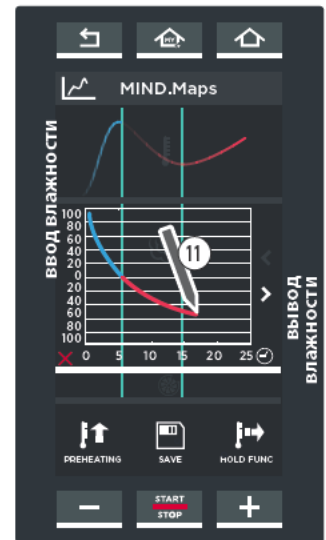 MY
MIND.Maps
ввод влажности
100
80
60
40
20
0
20
40
60
80
100
11
0 5 10 15 20 25
вывод
влажности
PREHEATING SAVE HOLD FUNC
START
STOP